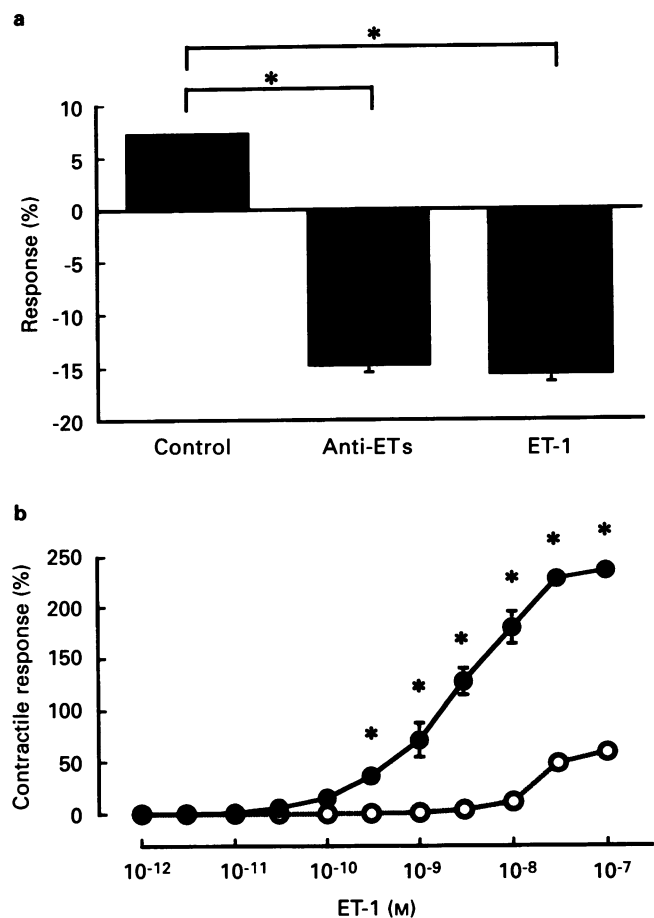 a
*
*
10
5
0
-5
-10
-15
-20
Response (%)
Control Anti-ETs ET-1
b
250
200
150
100
50
0
Contractile response (%)
* * * * * *
10-12 10-11 10-10 10-9 10-8 10-7
ET-1 (M)